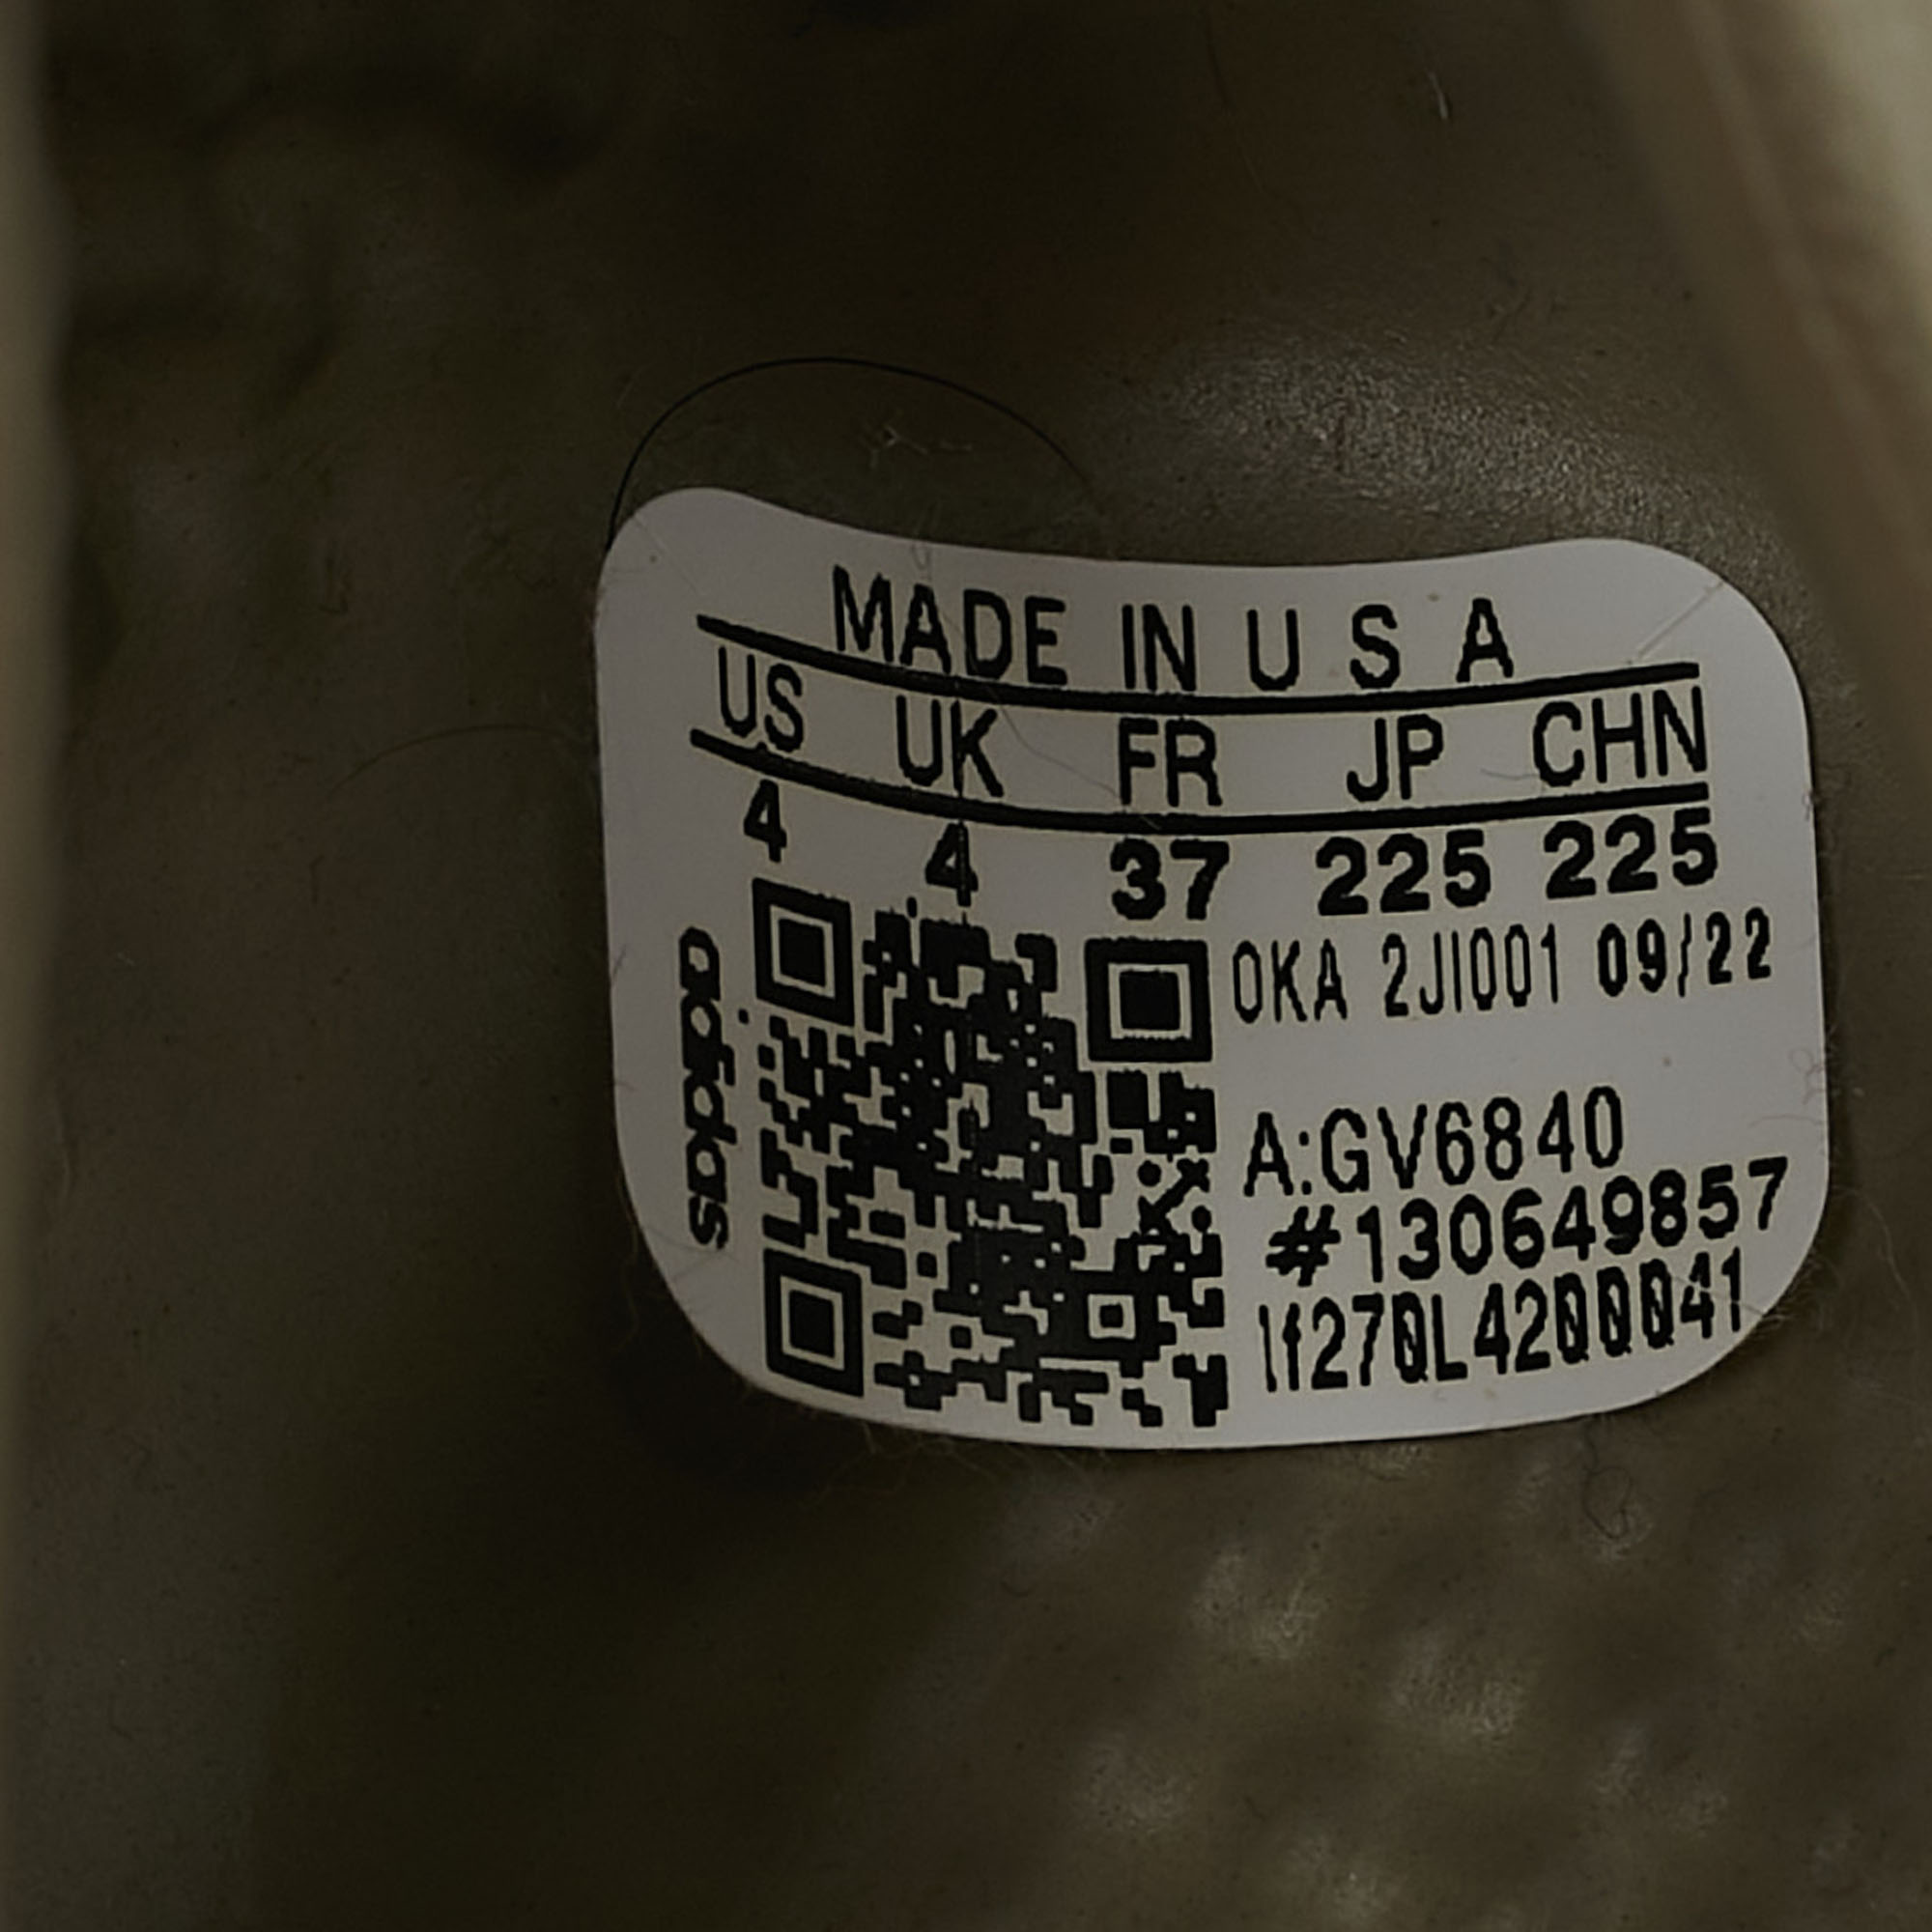 MADE IN U S A
US UK FR JP CHN
4 4 37 225 225
adidas
OKA 2JI001 09/22
A:GV6840
#130649857
lf270L4200041